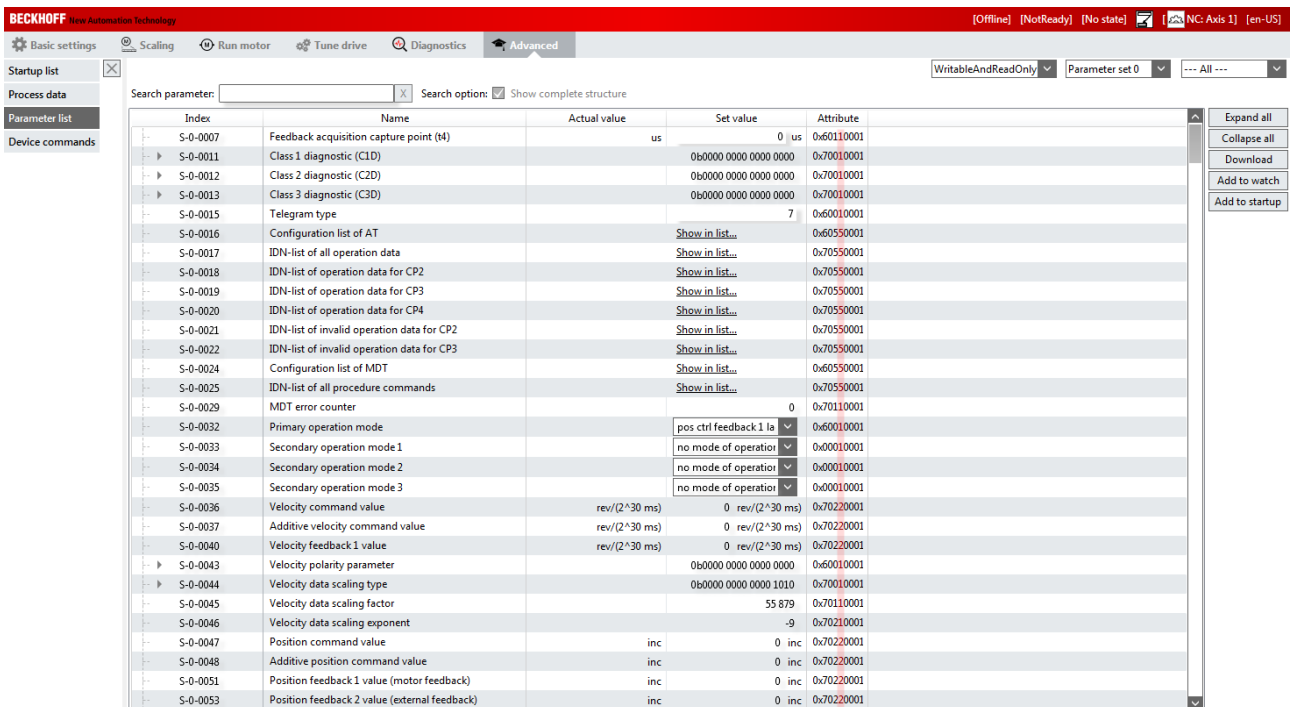 BECKHOFF New Automation Technology [Offline] [NotReady] [No state] [ NC: Axis 1] [en-US]
Basic settings Scaling Run motor Tune drive Diagnostics Advanced
Startup list X WritableAndReadOnly Parameter set 0 --- All ---
Process data Search parameter: X Search option: Show complete structure
Parameter list Index Name Actual value Set value Attribute Expand all
Device commands S-0-0007 Feedback acquisition capture point (t4) us 0 us 0x60110001 Collapse all
S-0-0011 Class 1 diagnostic (C1D) 0b0000 0000 0000 0000 0x70010001 Download
S-0-0012 Class 2 diagnostic (C2D) 0b0000 0000 0000 0000 0x70010001 Add to watch
S-0-0013 Class 3 diagnostic (C3D) 0b0000 0000 0000 0000 0x70010001 Add to startup
S-0-0015 Telegram type 7 0x60010001
S-0-0016 Configuration list of AT Show in list... 0x60550001
S-0-0017 IDN-list of all operation data Show in list... 0x70550001
S-0-0018 IDN-list of operation data for CP2 Show in list... 0x70550001
S-0-0019 IDN-list of operation data for CP3 Show in list... 0x70550001
S-0-0020 IDN-list of operation data for CP4 Show in list... 0x70550001
S-0-0021 IDN-list of invalid operation data for CP2 Show in list... 0x70550001
S-0-0022 IDN-list of invalid operation data for CP3 Show in list... 0x70550001
S-0-0024 Configuration list of MDT Show in list... 0x60550001
S-0-0025 IDN-list of all procedure commands Show in list... 0x70550001
S-0-0029 MDT error counter 0 0x70110001
S-0-0032 Primary operation mode pos ctrl feedback 1 la 0x60010001
S-0-0033 Secondary operation mode 1 no mode of operatior 0x00010001
S-0-0034 Secondary operation mode 2 no mode of operatior 0x00010001
S-0-0035 Secondary operation mode 3 no mode of operatior 0x00010001
S-0-0036 Velocity command value rev/(2^30 ms) 0 rev/(2^30 ms) 0x70220001
S-0-0037 Additive velocity command value rev/(2^30 ms) 0 rev/(2^30 ms) 0x70220001
S-0-0040 Velocity feedback 1 value rev/(2^30 ms) 0 rev/(2^30 ms) 0x70220001
S-0-0043 Velocity polarity parameter 0b0000 0000 0000 0000 0x60010001
S-0-0044 Velocity data scaling type 0b0000 0000 0000 1010 0x70010001
S-0-0045 Velocity data scaling factor 55 879 0x70110001
S-0-0046 Velocity data scaling exponent -9 0x70210001
S-0-0047 Position command value inc 0 inc 0x70220001
S-0-0048 Additive position command value inc 0 inc 0x70220001
S-0-0051 Position feedback 1 value (motor feedback) inc 0 inc 0x70220001
S-0-0053 Position feedback 2 value (external feedback) inc 0 inc 0x70220001